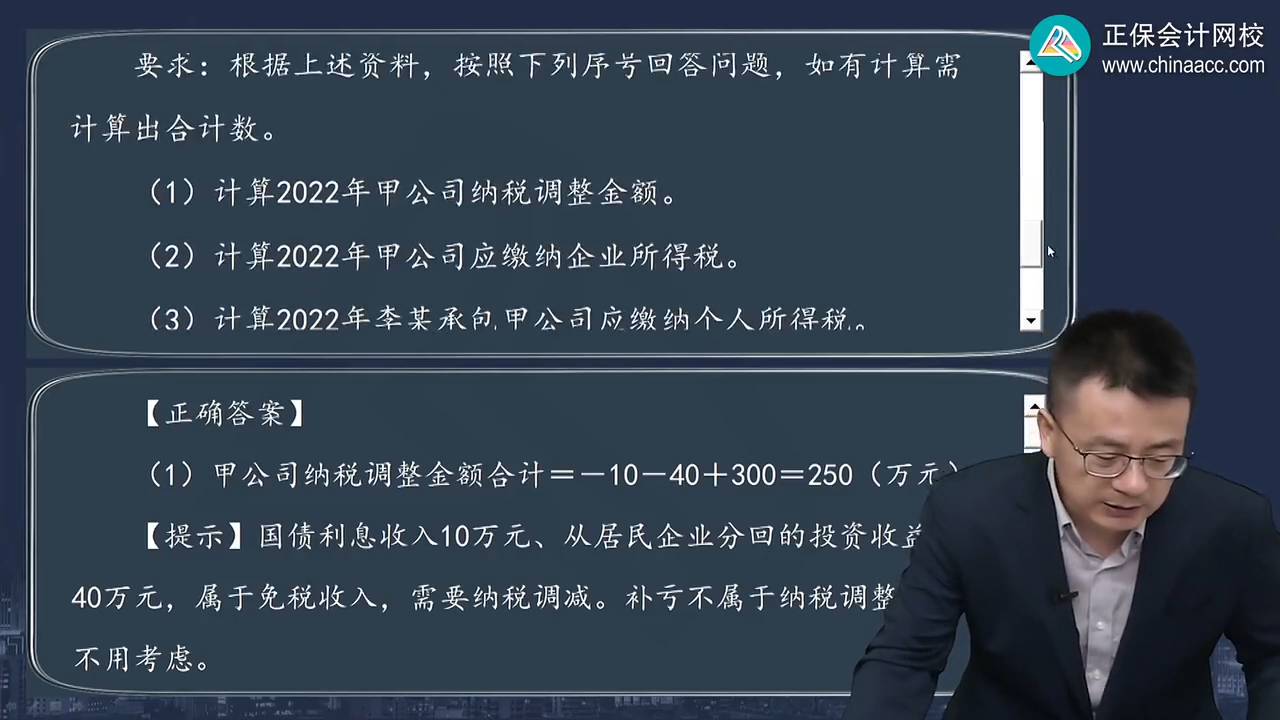 正保会计网校
www.chinaacc.com
要求：根据上述资料，按照下列序号回答问题，如有计算需
计算出合计数。
（1）计算2022年甲公司纳税调整金额。
（2）计算2022年甲公司应缴纳企业所得税。
（3）计算2022年李某承包甲公司应缴纳个人所得税。
【正确答案】
（1）甲公司纳税调整金额合计＝－10－40＋300＝250（万元）
【提示】国债利息收入10万元、从居民企业分回的投资收益
40万元，属于免税收入，需要纳税调减。补亏不属于纳税调整
不用考虑。